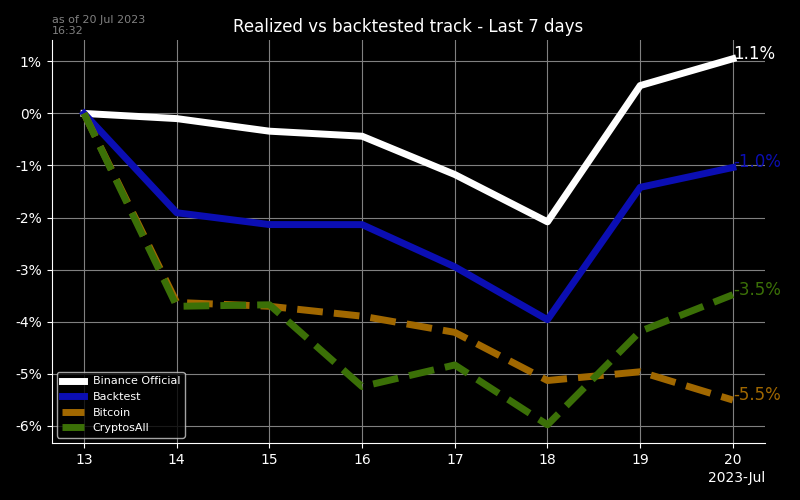 as of 20 Jul 2023
16:32
Realized vs backtested track - Last 7 days
1%
0%
-1%
-2%
-3%
-4%
-5%
-6%
1.1%
-1.0%
-3.5%
-5.5%
Binance Official
Backtest
Bitcoin
CryptosAll
13 14 15 16 17 18 19 20
2023-Jul